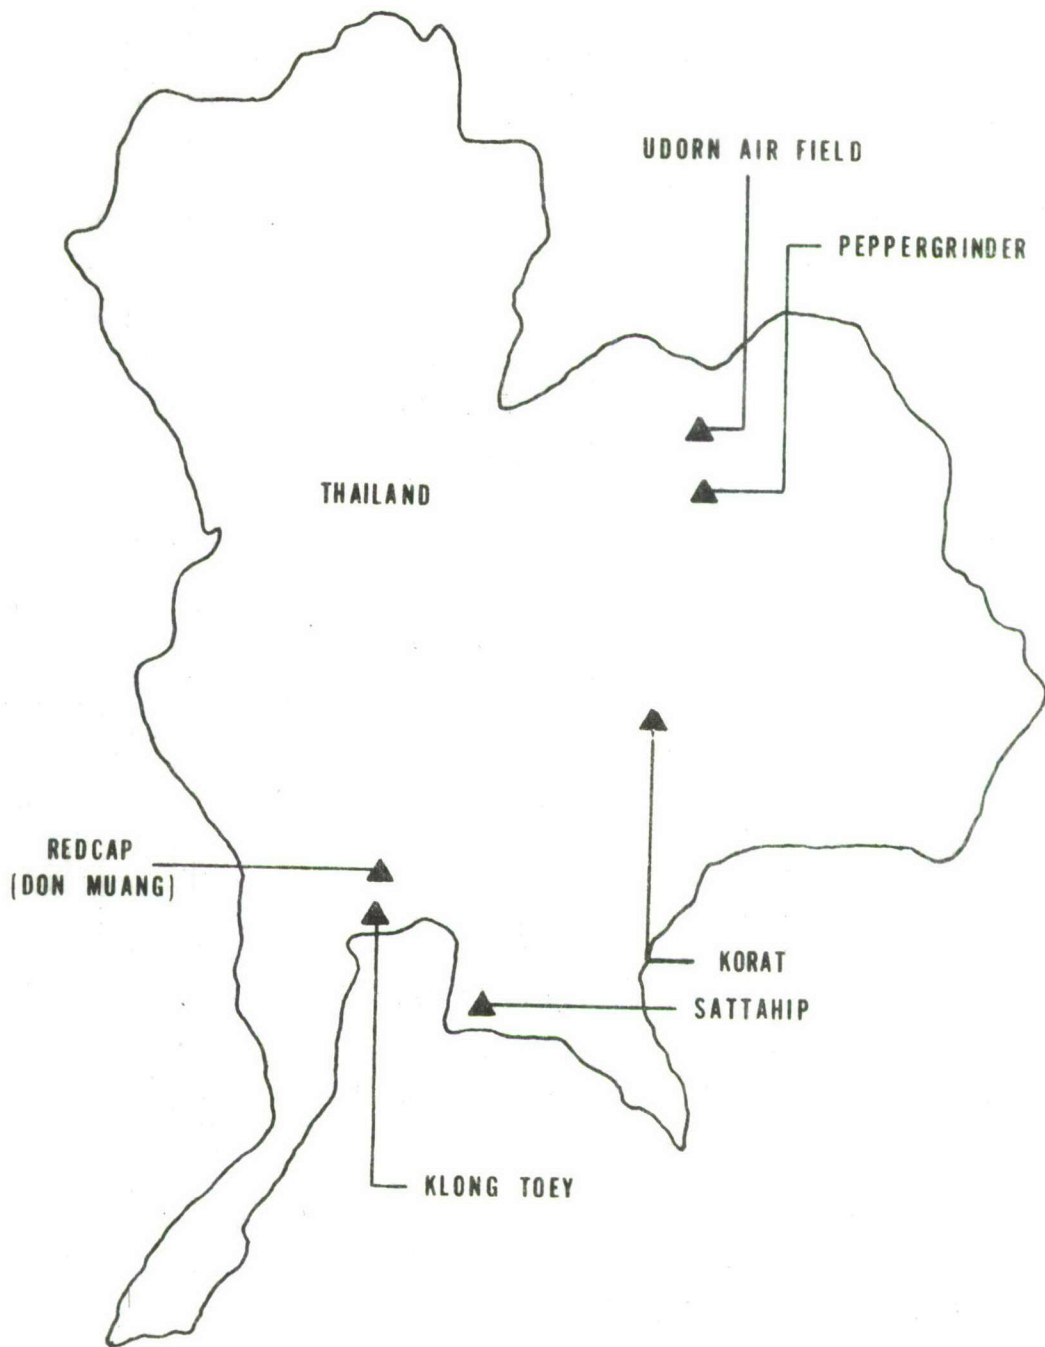 UDORN AIR FIELD
PEPPERGRINDER
THAILAND
REDCAP
(DON MUANG)
KORAT
SATTAHIP
KLONG TOEY